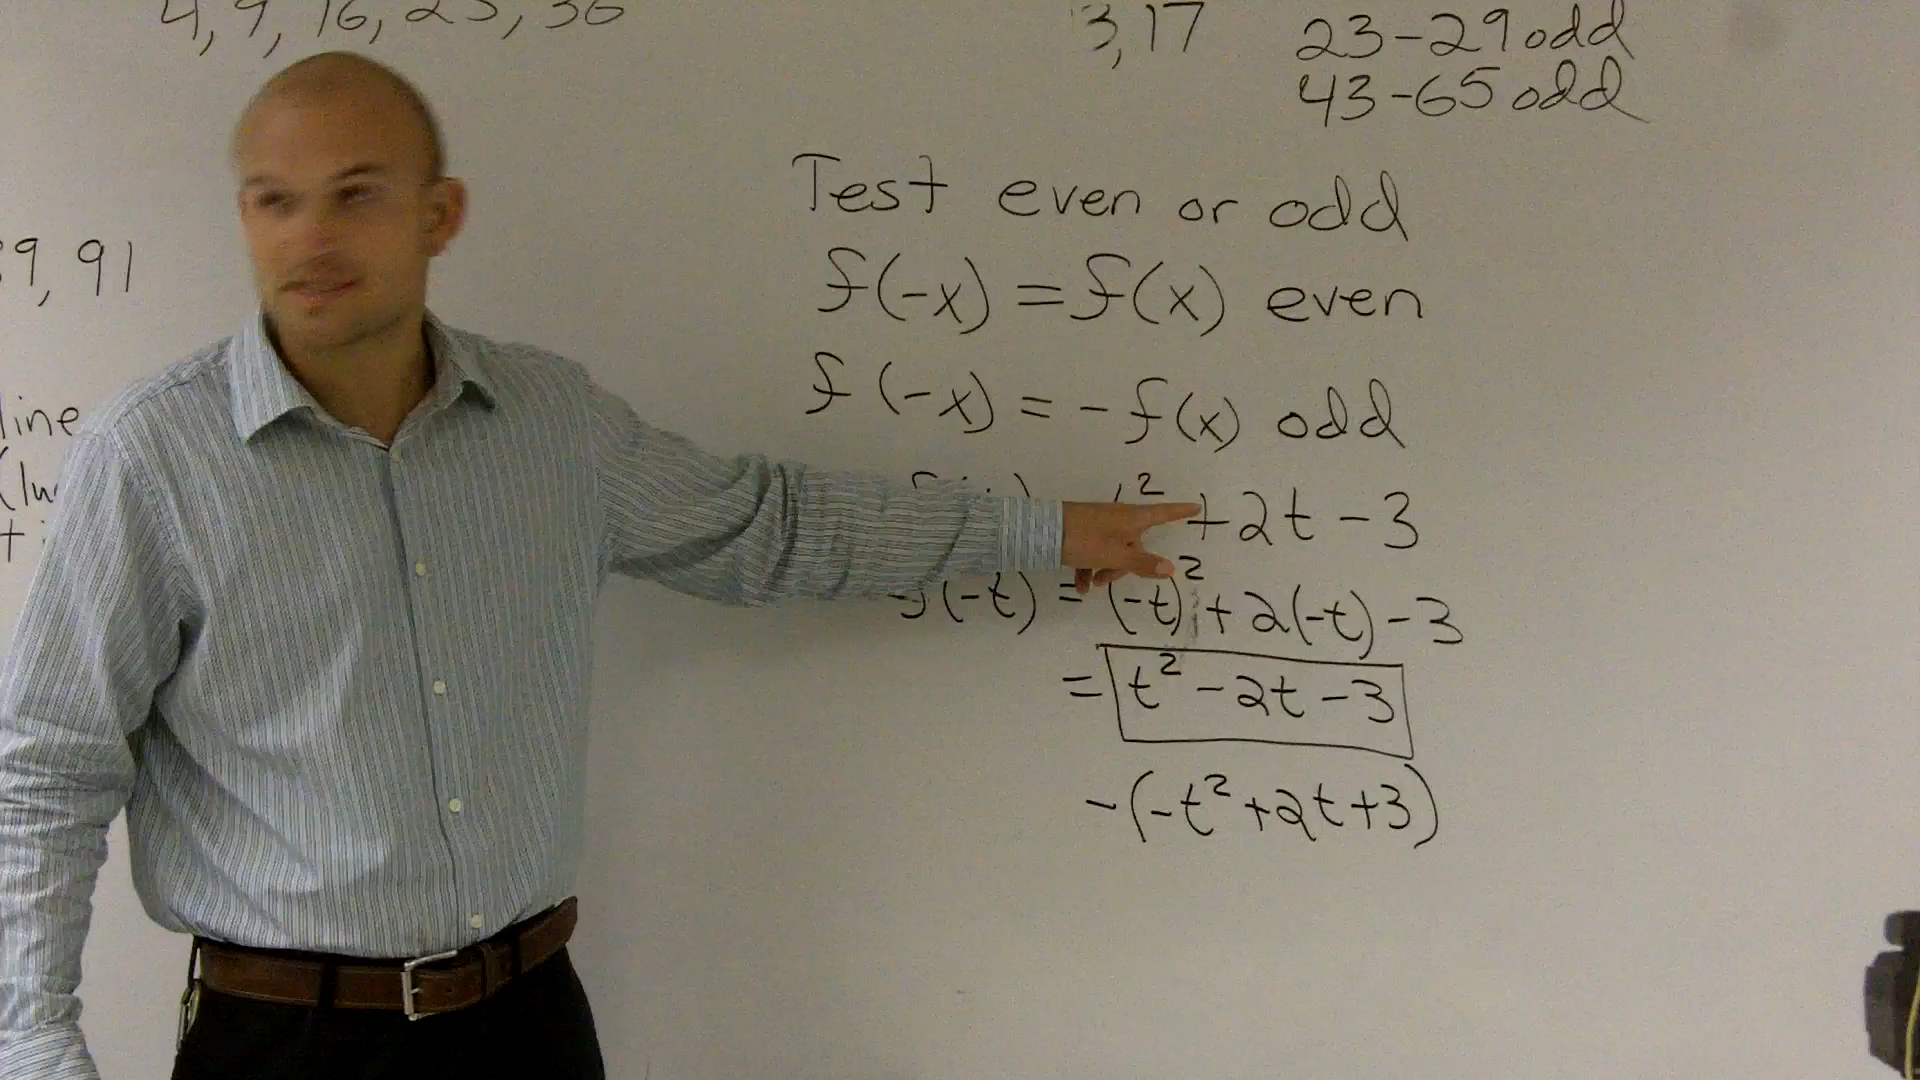 4, 9, 16, 25, 36
3, 17
23-29 odd
43-65 odd
9, 91
line
Test even or odd
f(-x) = f(x) even
f(-x) = -f(x) odd
² + 2t - 3
f(-t) = (-t)² + 2(-t) - 3
= t² - 2t - 3
-(-t² + 2t + 3)